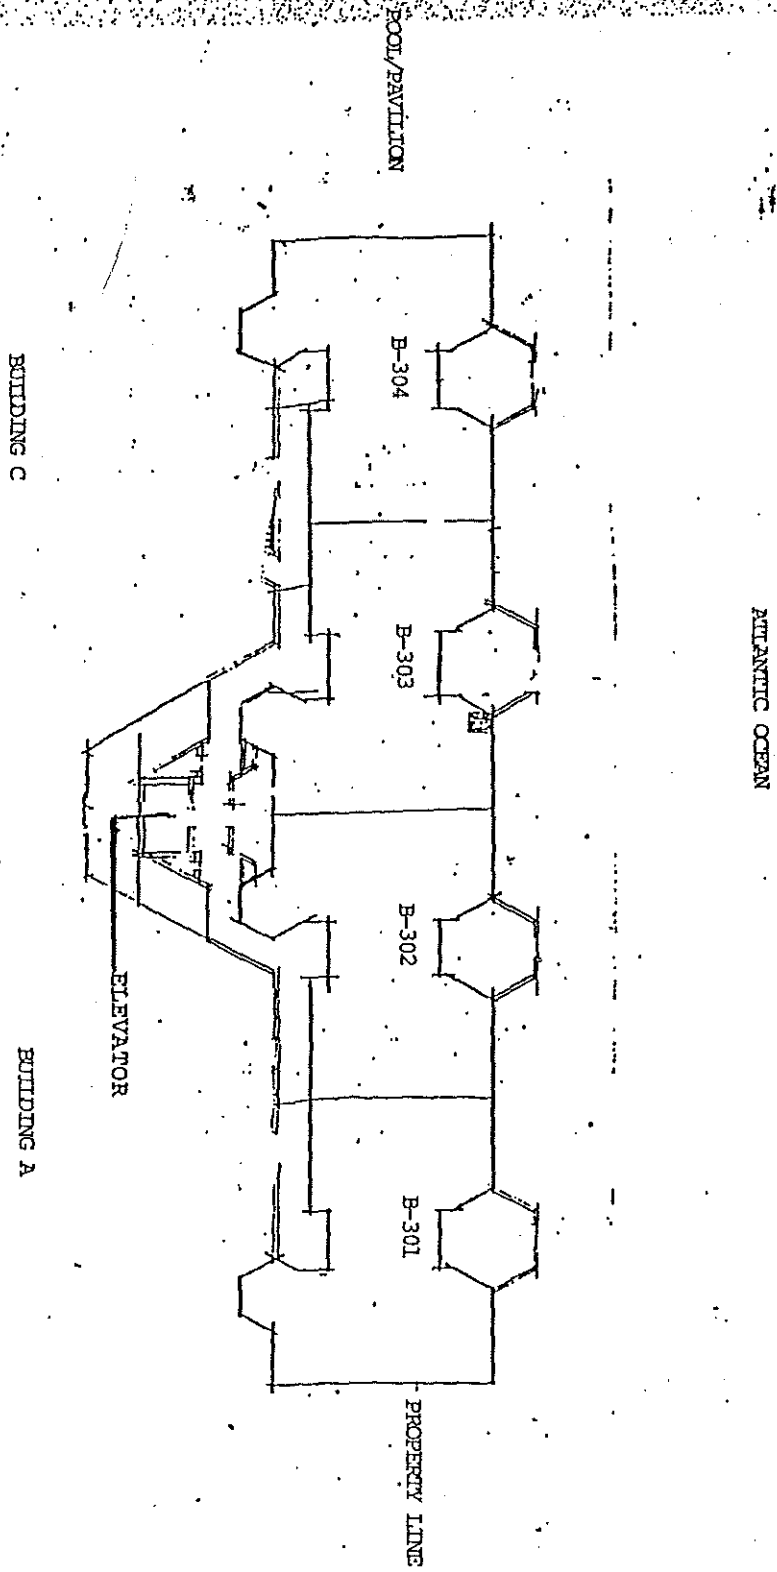 ATLANTIC OCEAN
POOL/PAVILION
B-304
B-303
B-302
B-301
PROPERTY LINE
ELEVATOR
BUILDING C
BUILDING A